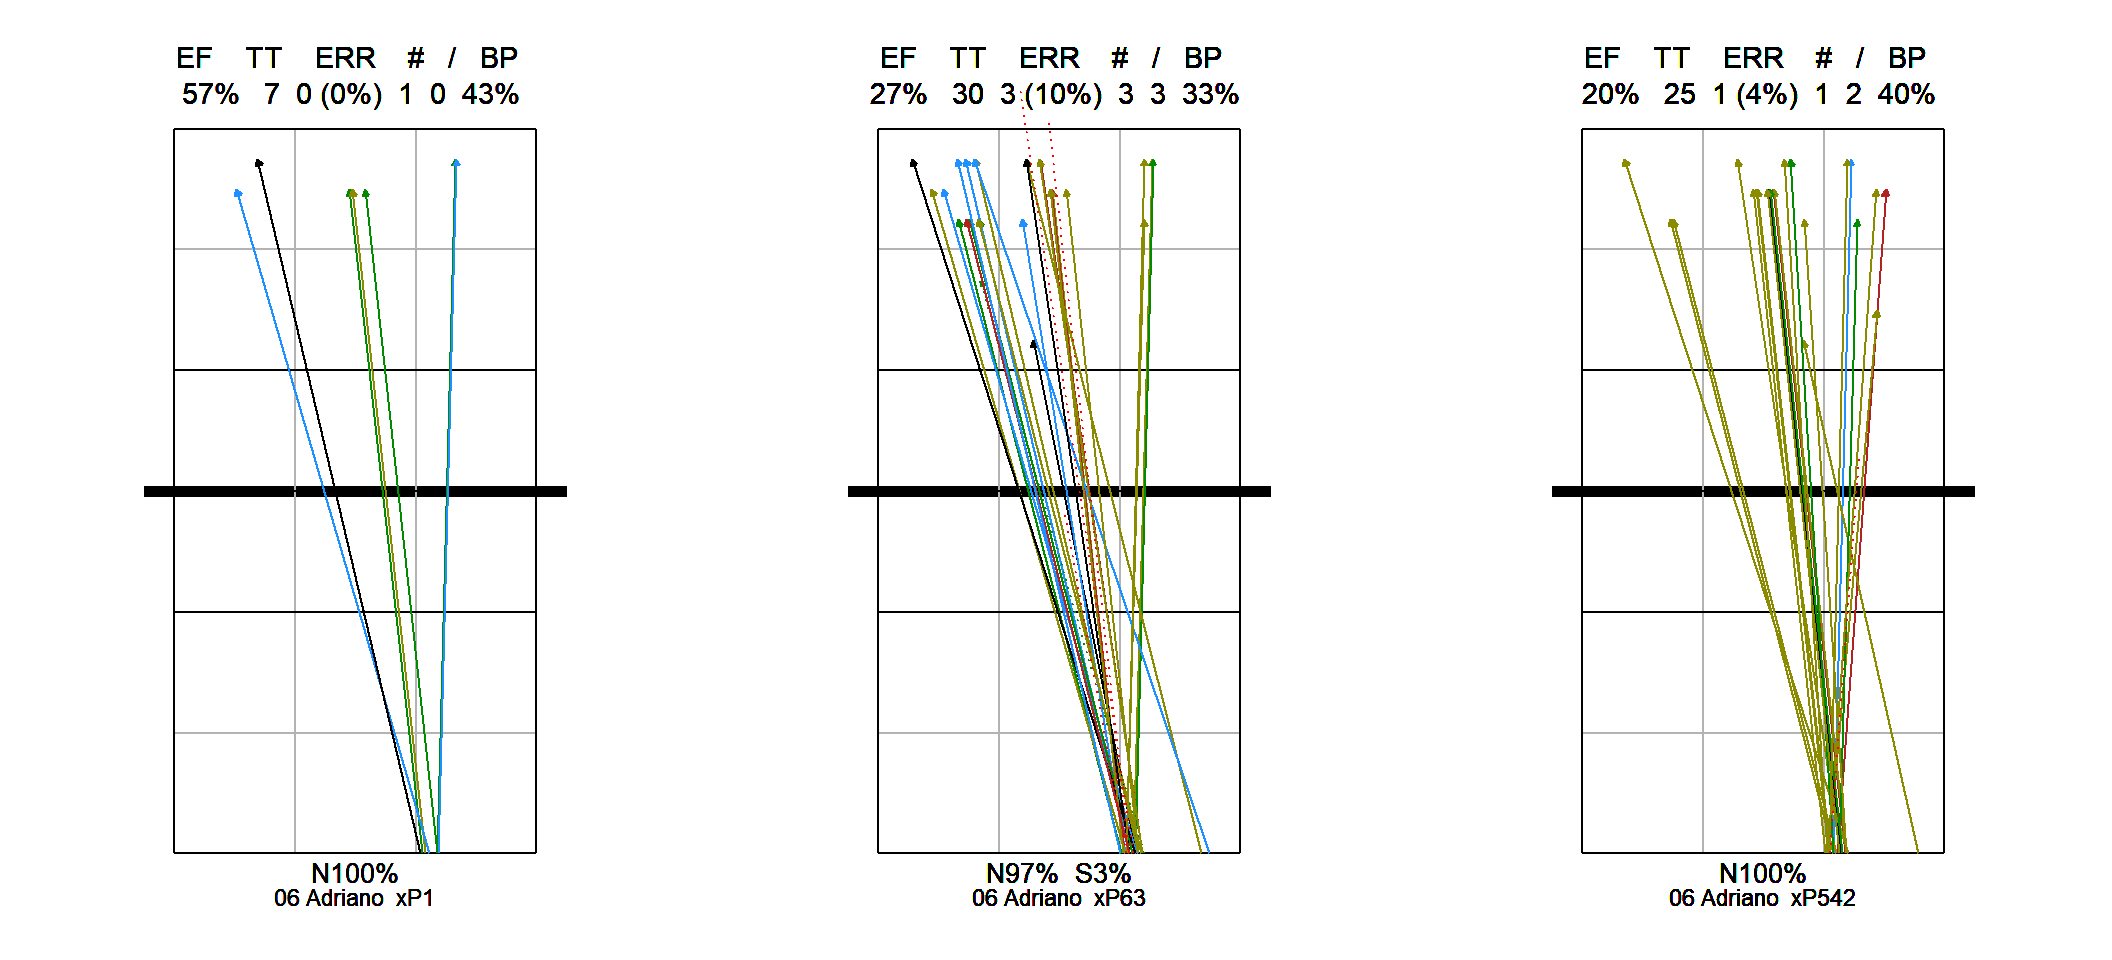 EF TT ERR # / BP
57% 7 0 (0%) 1 0 43%
N100%
06 Adriano xP1
EF TT ERR # / BP
27% 30 3 (10%) 3 3 33%
N97% S3%
06 Adriano xP63
EF TT ERR # / BP
20% 25 1 (4%) 1 2 40%
N100%
06 Adriano xP542